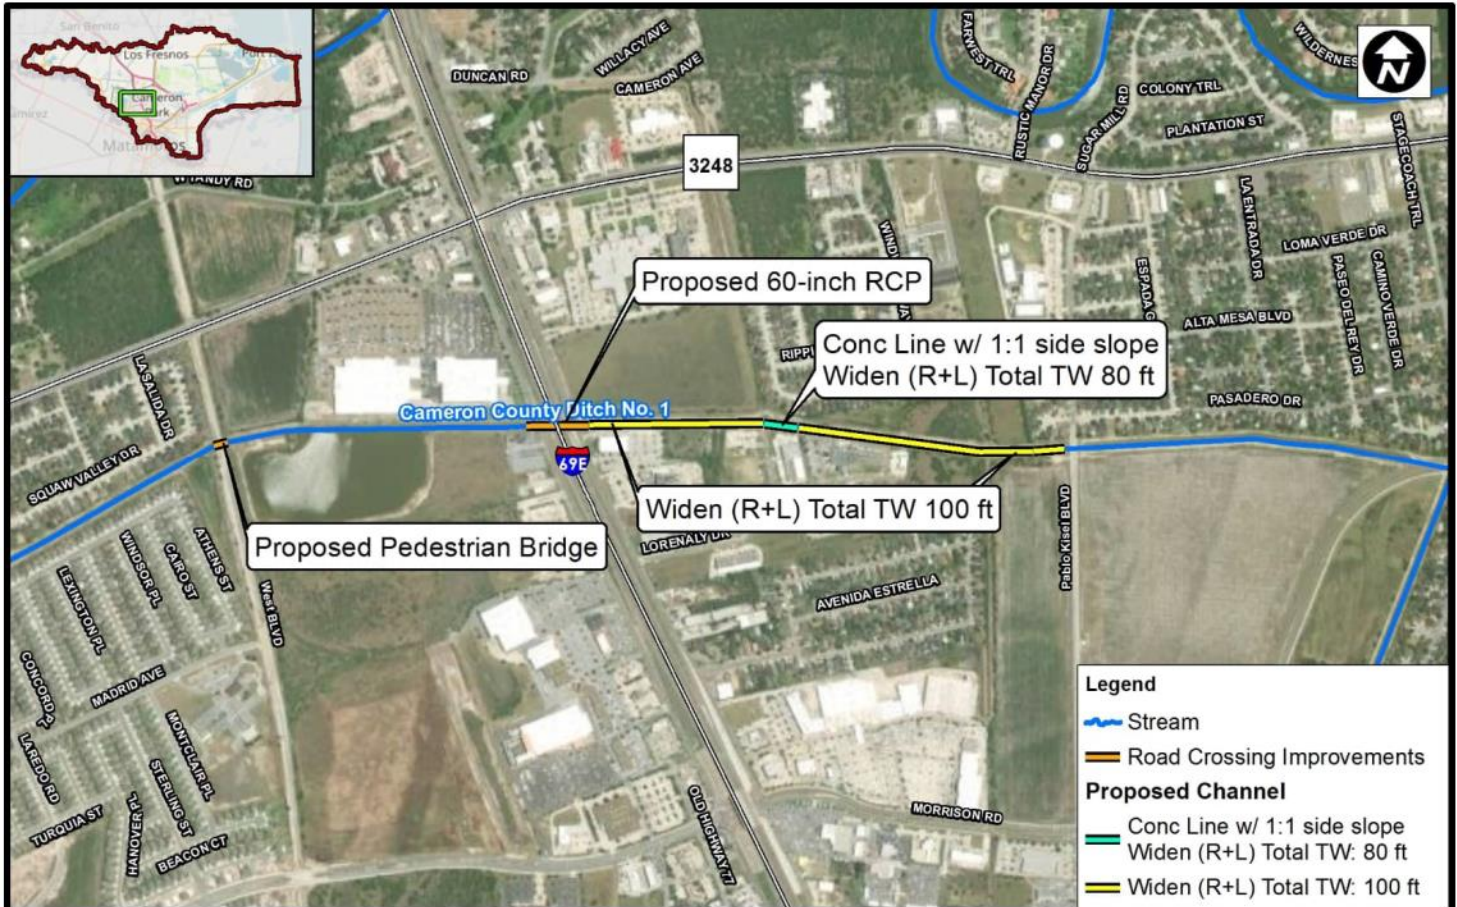 San Benito
Los Fresnos
Cameron
Park
Matamoros
DUNCAN RD
WILLACY AVE
CAMERON AVE
FARWEST TRL
RUSTIC MANOR DR
SUGAR MILL RD
COLONY TRL
PLANTATION ST
STAGECOACH TRL
N
3248
LA ENTRADA DR
LOMA VERDE DR
PASEO DEL REY DR
CAMINO VERDE DR
ALTA MESA BLVD
PASADERO DR
Proposed 60-inch RCP
Conc Line w/ 1:1 side slope
Widen (R+L) Total TW 80 ft
Cameron County Ditch No. 1
69E
Widen (R+L) Total TW 100 ft
Proposed Pedestrian Bridge
LA SALIDA DR
SQUAW VALLEY DR
ATHENS ST
CAIRO ST
WINDSOR PL
LEXINGTON PL
CONCORD PL
MADRID AVE
LAREDO RD
MONTCLAIR PL
STERLING ST
HANOVER PL
TURQUIA ST
BEACON CT
West BLVD
LORENALY DR
AVENIDA ESTRELLA
Pablo Kisel BLVD
MORRISON RD
OLD HIGHWAY 77
Legend
Stream
Road Crossing Improvements
Proposed Channel
Conc Line w/ 1:1 side slope
Widen (R+L) Total TW: 80 ft
Widen (R+L) Total TW: 100 ft